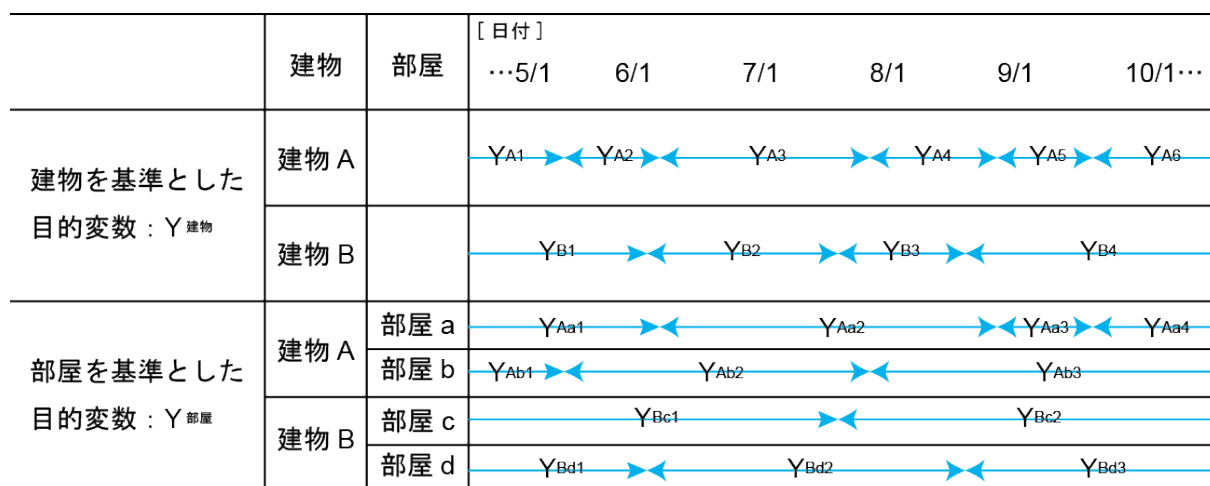 [ 日付 ]
建物 部屋 …5/1 6/1 7/1 8/1 9/1 10/1…
建物を基準とした
目的変数：Y建物
建物 A YA1 YA2 YA3 YA4 YA5 YA6
建物 B YB1 YB2 YB3 YB4
部屋を基準とした
目的変数：Y部屋
建物 A
部屋 a YAa1 YAa2 YAa3 YAa4
部屋 b YAb1 YAb2 YAb3
建物 B
部屋 c YBc1 YBc2
部屋 d YBd1 YBd2 YBd3